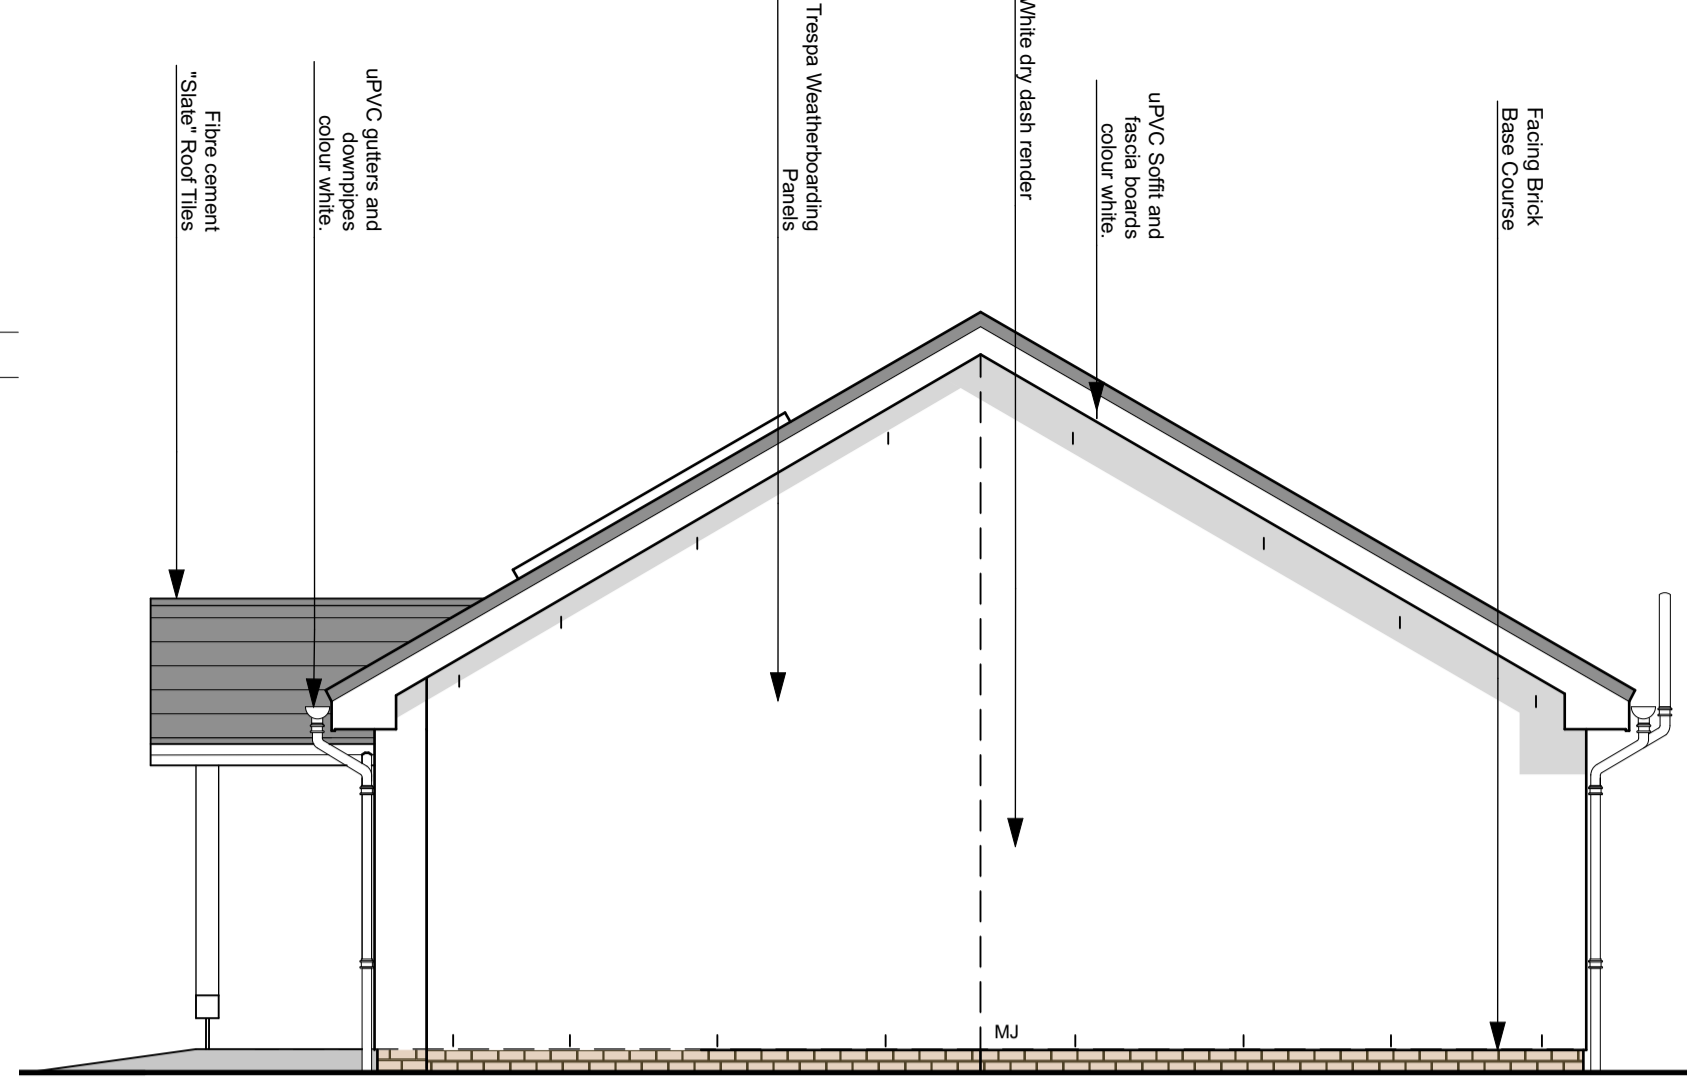 Fibre cement
"Slate" Roof Tiles
uPVC gutters and
downpipes
colour white.
Trespa Weatherboarding
Panels
White dry dash render
uPVC Soffit and
fascia boards
colour white.
Facing Brick
Base Course
MJ